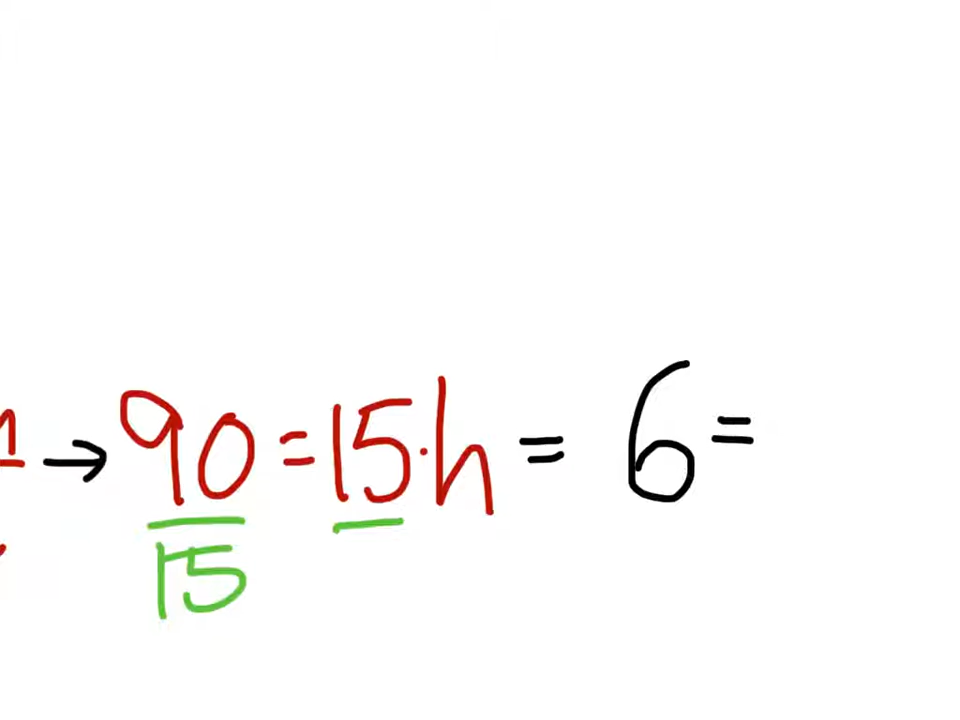 → 90 = 15·h = 6 =
15